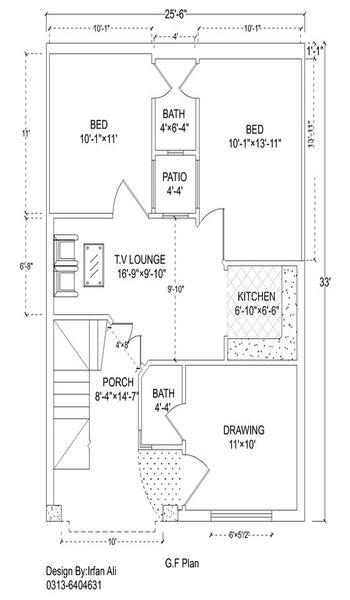 25'-6"
10'-1"
4'
10'-1"
1'-1"
BATH
4'×6'-4"
BED
10'-1"×11'
BED
10'-1"×13'-11"
11'
13'-11"
PATIO
4'-4'
T.V LOUNGE
16'-9"×9'-10"
6'-8"
9'-10"
33'
KITCHEN
6'-10"×6'-6"
4'×8'
PORCH
8'-4"×14'-7"
BATH
4'-4'
DRAWING
11'×10'
10'
6'×5'/2'
G.F Plan
Design By:Irfan Ali
0313-6404631